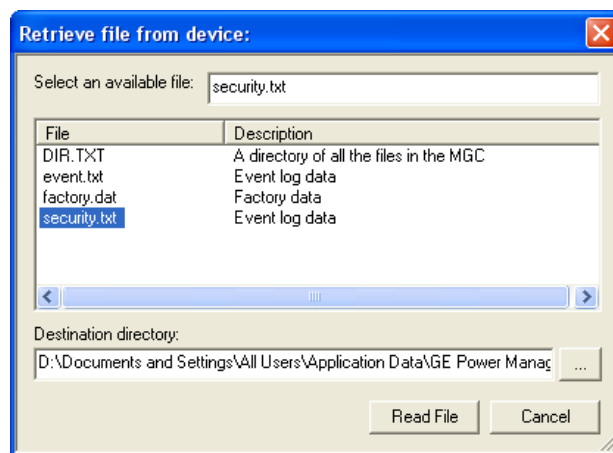 Retrieve file from device:
Select an available file: security.txt
File Description
DIR.TXT A directory of all the files in the MGC
event.txt Event log data
factory.dat Factory data
security.txt Event log data
Destination directory:
D:\Documents and Settings\All Users\Application Data\GE Power Manag ...
Read File Cancel